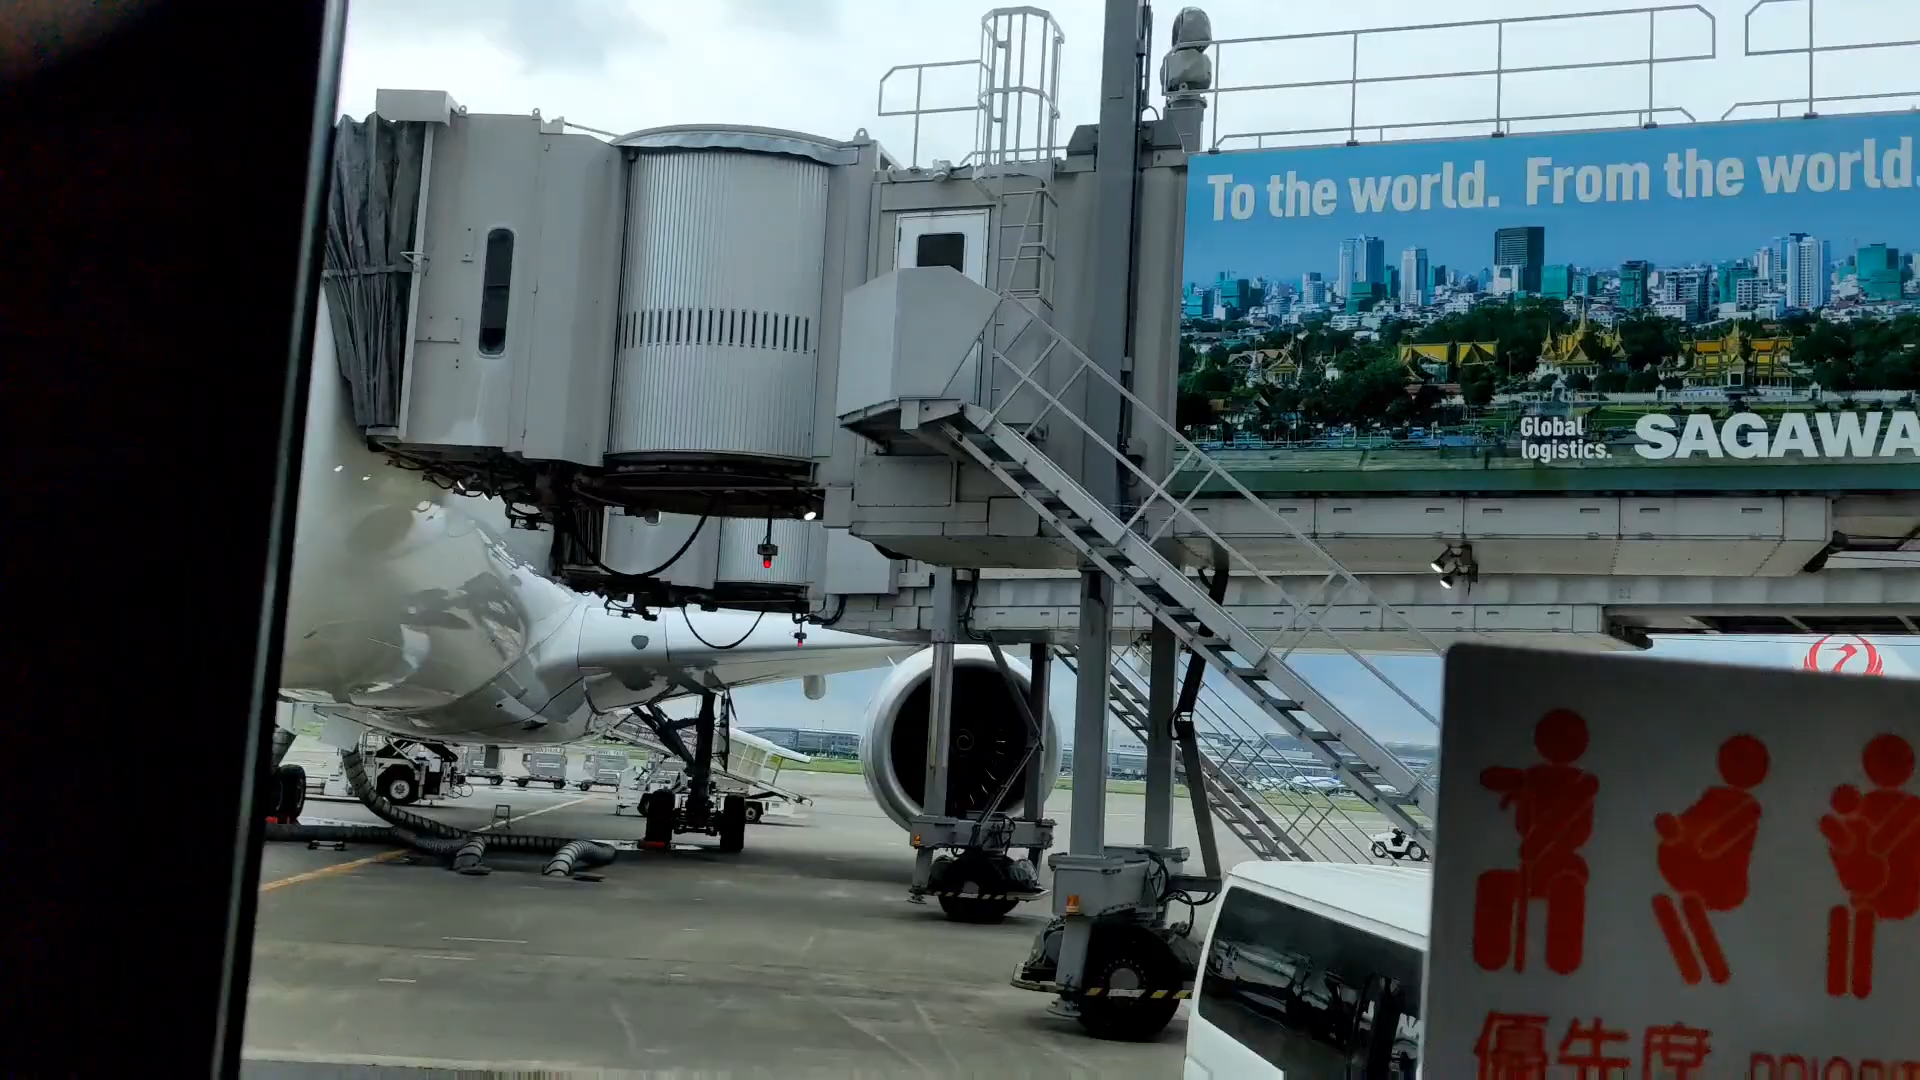 To the world. From the world.
Global
logistics.
SAGAWA
優先席